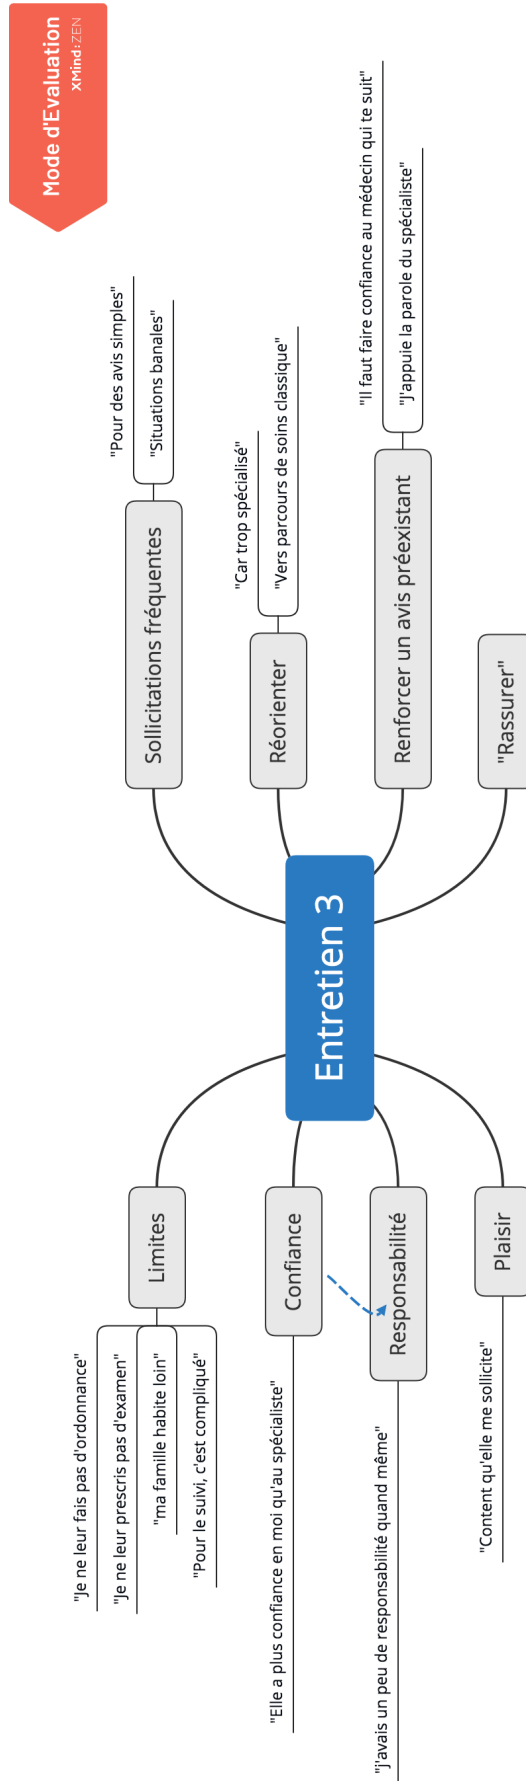 Mode d'Evaluation
XMind:ZEN
Entretien 3
Sollicitations fréquentes
"Pour des avis simples"
"Situations banales"
Réorienter
"Car trop spécialisé"
"Vers parcours de soins classique"
Renforcer un avis préexistant
"Il faut faire confiance au médecin qui te suit"
"J'appuie la parole du spécialiste"
"Rassurer"
Limites
"Je ne leur fais pas d'ordonnance"
"Je ne leur prescris pas d'examen"
"ma famille habite loin"
"Pour le suivi, c'est compliqué"
Confiance
"Elle a plus confiance en moi qu'au spécialiste"
Responsabilité
"j'avais un peu de responsabilité quand même"
Plaisir
"Content qu'elle me sollicite"